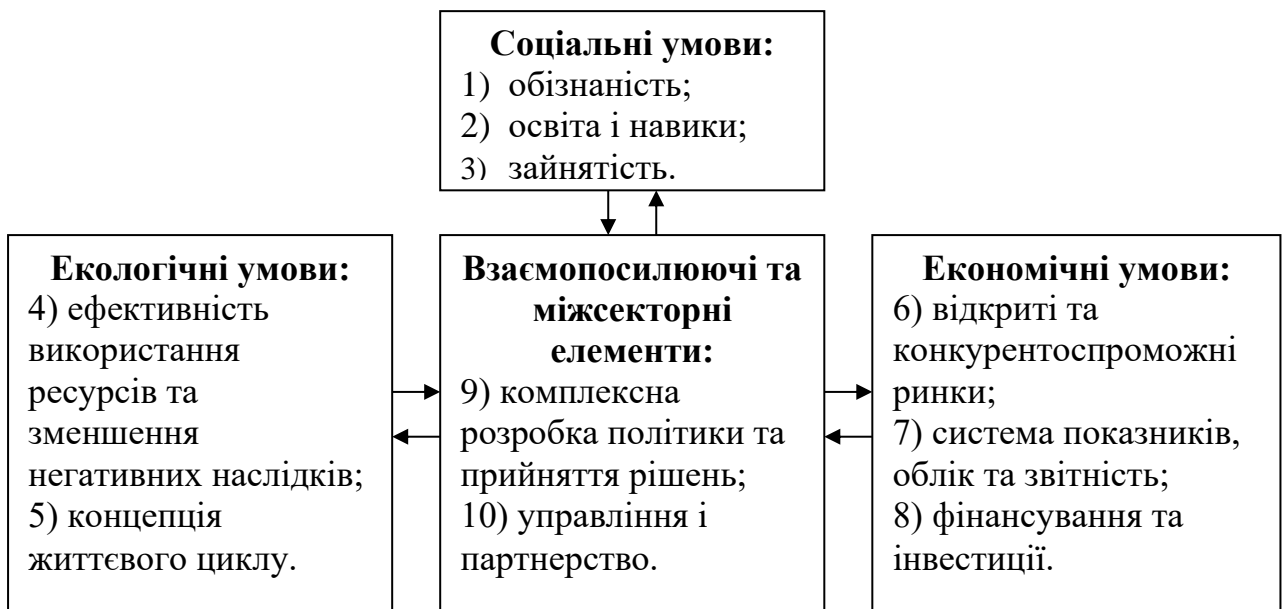 Соціальні умови:
1) обізнаність;
2) освіта і навики;
3) зайнятість.
Екологічні умови:
4) ефективність
використання
ресурсів та
зменшення
негативних наслідків;
5) концепція
життєвого циклу.
Взаємопосилюючі та
міжсекторні
елементи:
9) комплексна
розробка політики та
прийняття рішень;
10) управління і
партнерство.
Економічні умови:
6) відкриті та
конкурентоспроможні
ринки;
7) система показників,
облік та звітність;
8) фінансування та
інвестиції.